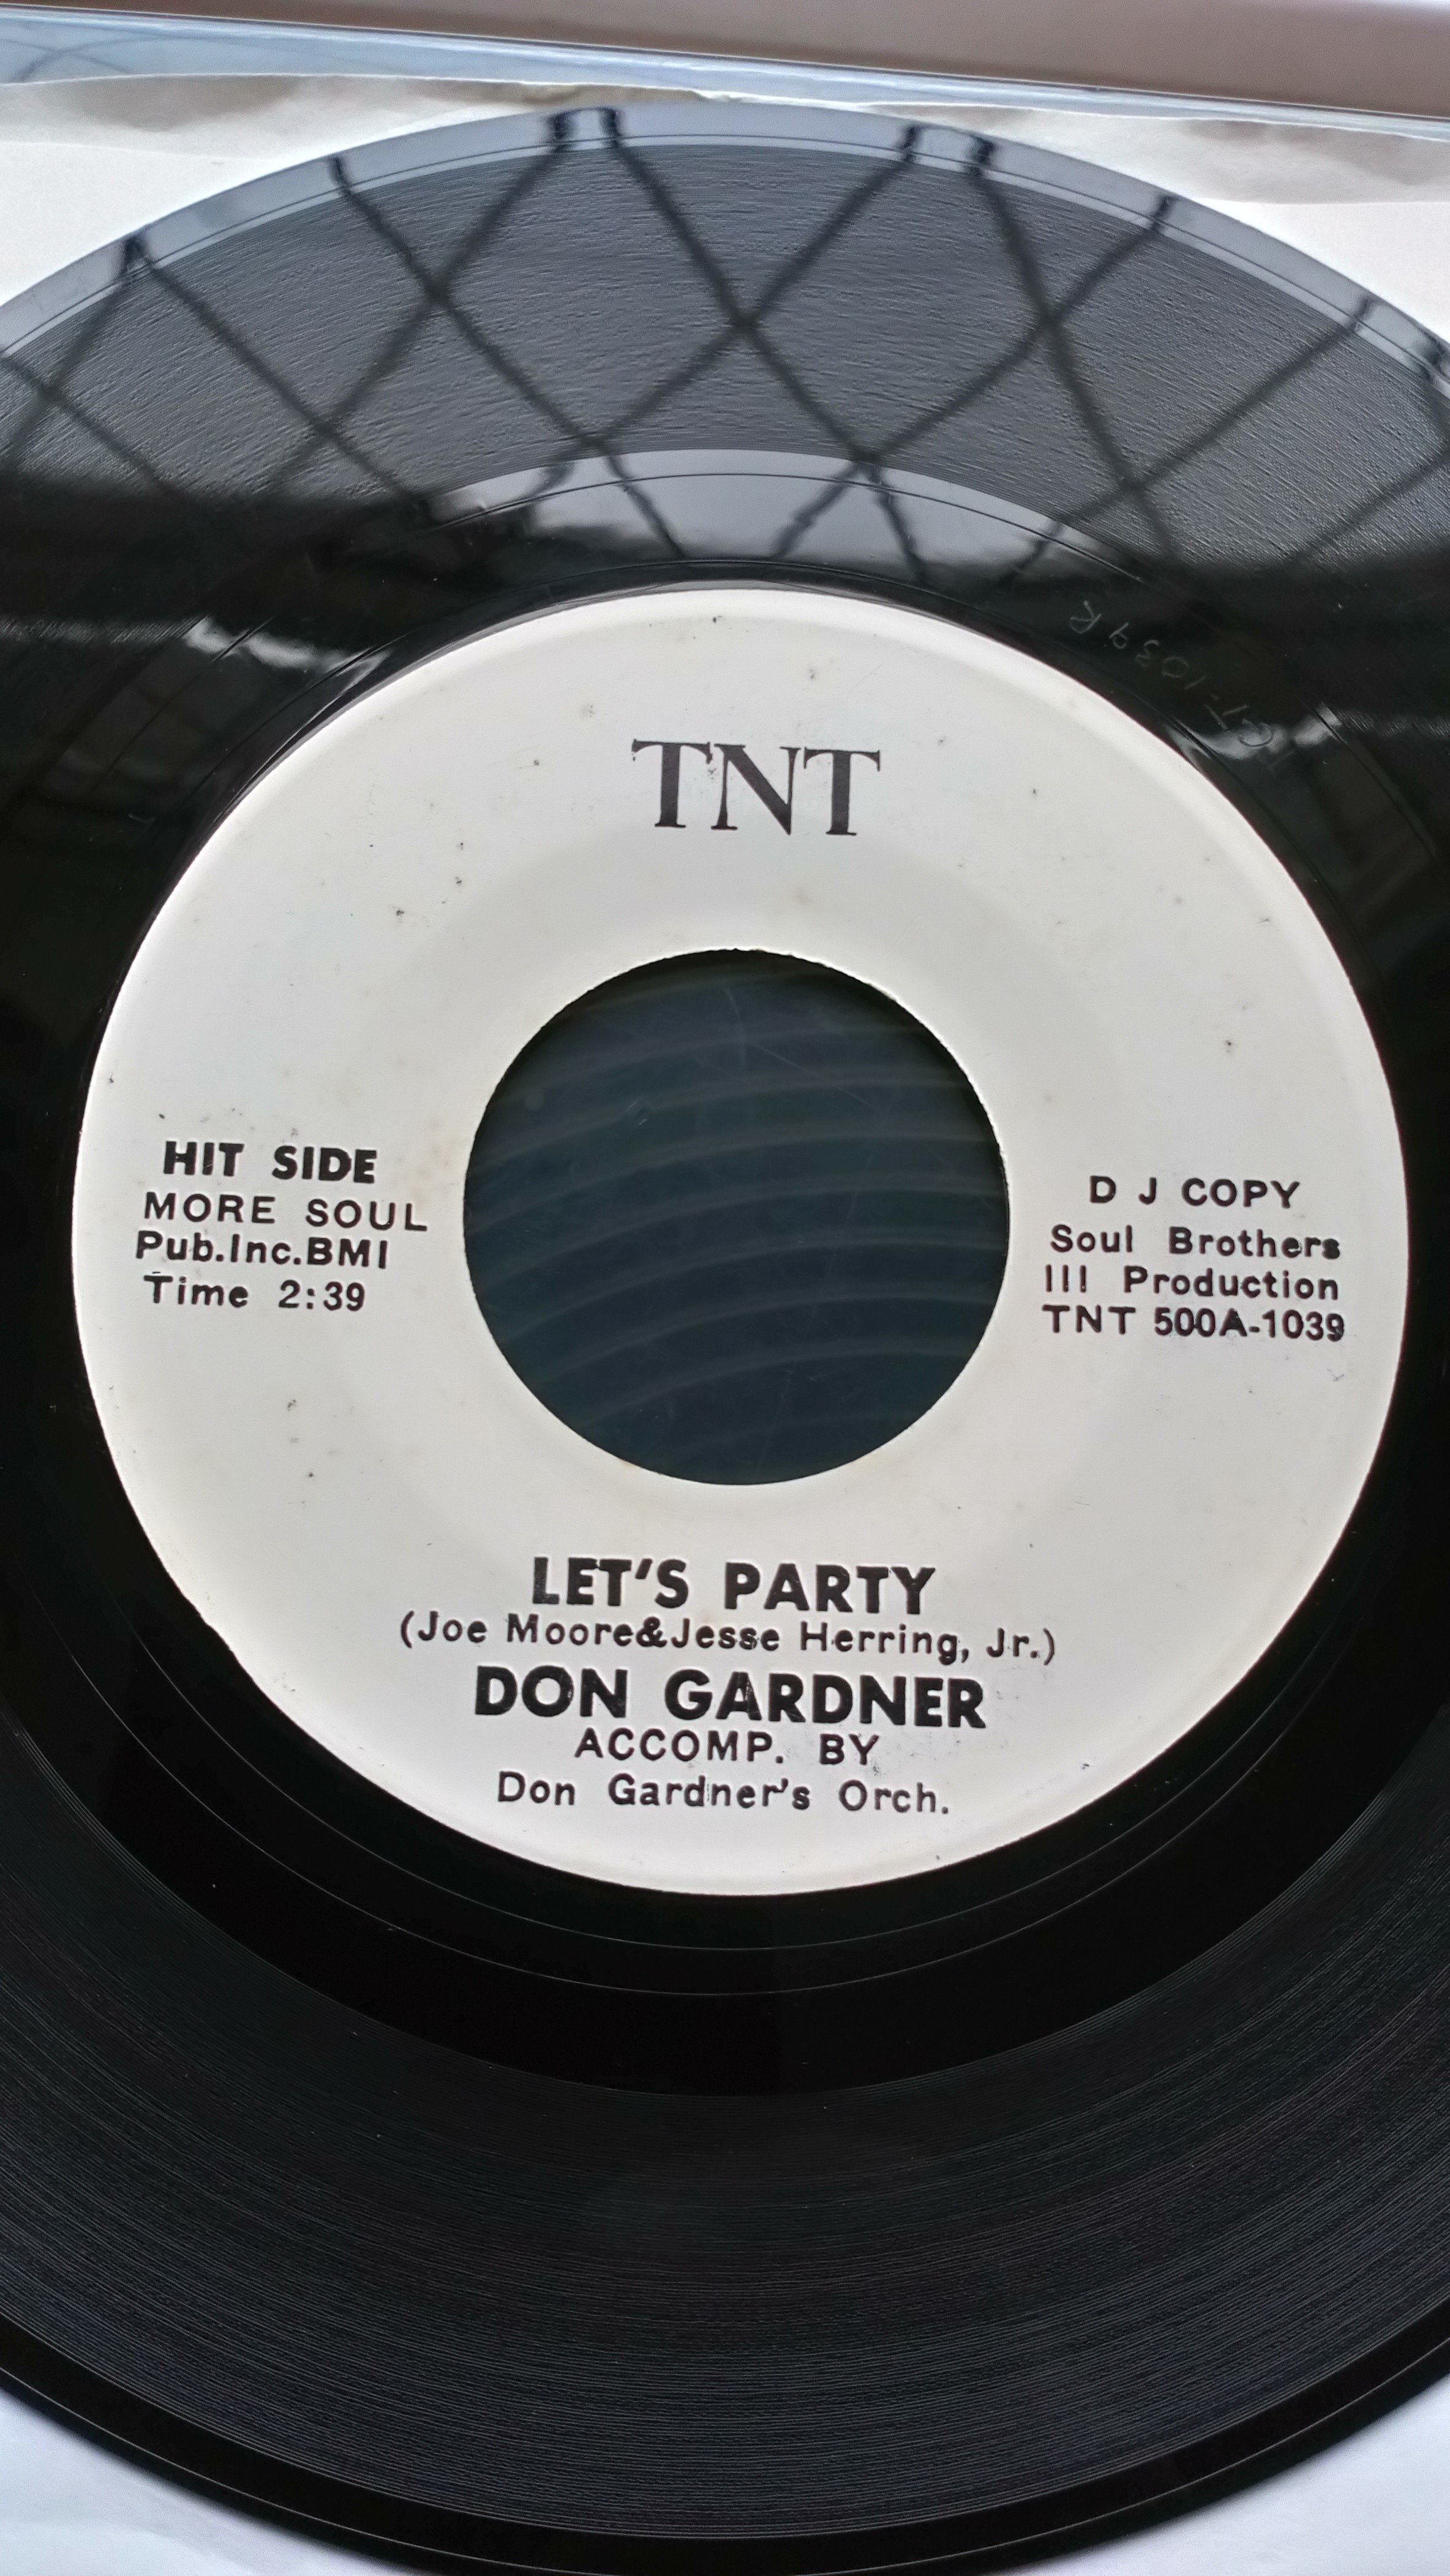 TNT
HIT SIDE
MORE SOUL
Pub.Inc.BMI
Time 2:39
D J COPY
Soul Brothers
III Production
TNT 500A-1039
LET'S PARTY
(Joe Moore&Jesse Herring, Jr.)
DON GARDNER
ACCOMP. BY
Don Gardner's Orch.